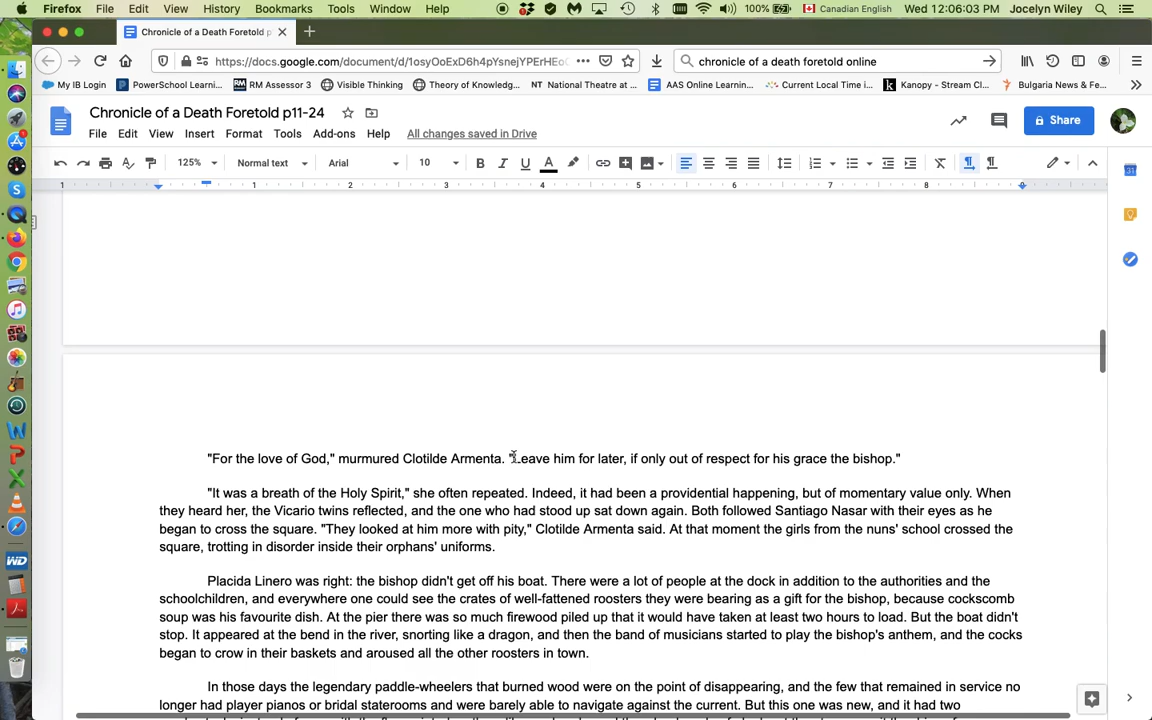 Firefox File Edit View History Bookmarks Tools Window Help 100% Canadian English 12:06:03 PM Jocelyn Wiley
Chronicle of a Death Foretold p
https://docs.google.com/document/d/1osyOoExD6h4pYsnejYPErHEo chronicle of a death foretold online
My IB Login PowerSchool Learni... RM RM Assessor 3 Visible Thinking Theory of Knowledg... NT National Theatre at ... AAS Online Learnin... Current Local Time i... Kanopy - Stream Cl... Bulgaria News & Fe...
Chronicle of a Death Foretold p11-24
Share
File Edit View Insert Format Tools Add-ons Help All changes saved in Drive
125% Normal text Arial 10 B I U A
1 1 2 3 4 5 6 7 8
"For the love of God," murmured Clotilde Armenta. "Leave him for later, if only out of respect for his grace the bishop."
"It was a breath of the Holy Spirit," she often repeated. Indeed, it had been a providential happening, but of momentary value only. When
they heard her, the Vicario twins reflected, and the one who had stood up sat down again. Both followed Santiago Nasar with their eyes as he
began to cross the square. "They looked at him more with pity," Clotilde Armenta said. At that moment the girls from the nuns' school crossed the
square, trotting in disorder inside their orphans' uniforms.
Placida Linero was right: the bishop didn't get off his boat. There were a lot of people at the dock in addition to the authorities and the
schoolchildren, and everywhere one could see the crates of well-fattened roosters they were bearing as a gift for the bishop, because cockscomb
soup was his favourite dish. At the pier there was so much firewood piled up that it would have taken at least two hours to load. But the boat didn't
stop. It appeared at the bend in the river, snorting like a dragon, and then the band of musicians started to play the bishop's anthem, and the cocks
began to crow in their baskets and aroused all the other roosters in town.
In those days the legendary paddle-wheelers that burned wood were on the point of disappearing, and the few that remained in service no
longer had player pianos or bridal staterooms and were barely able to navigate against the current. But this one was new, and it had two